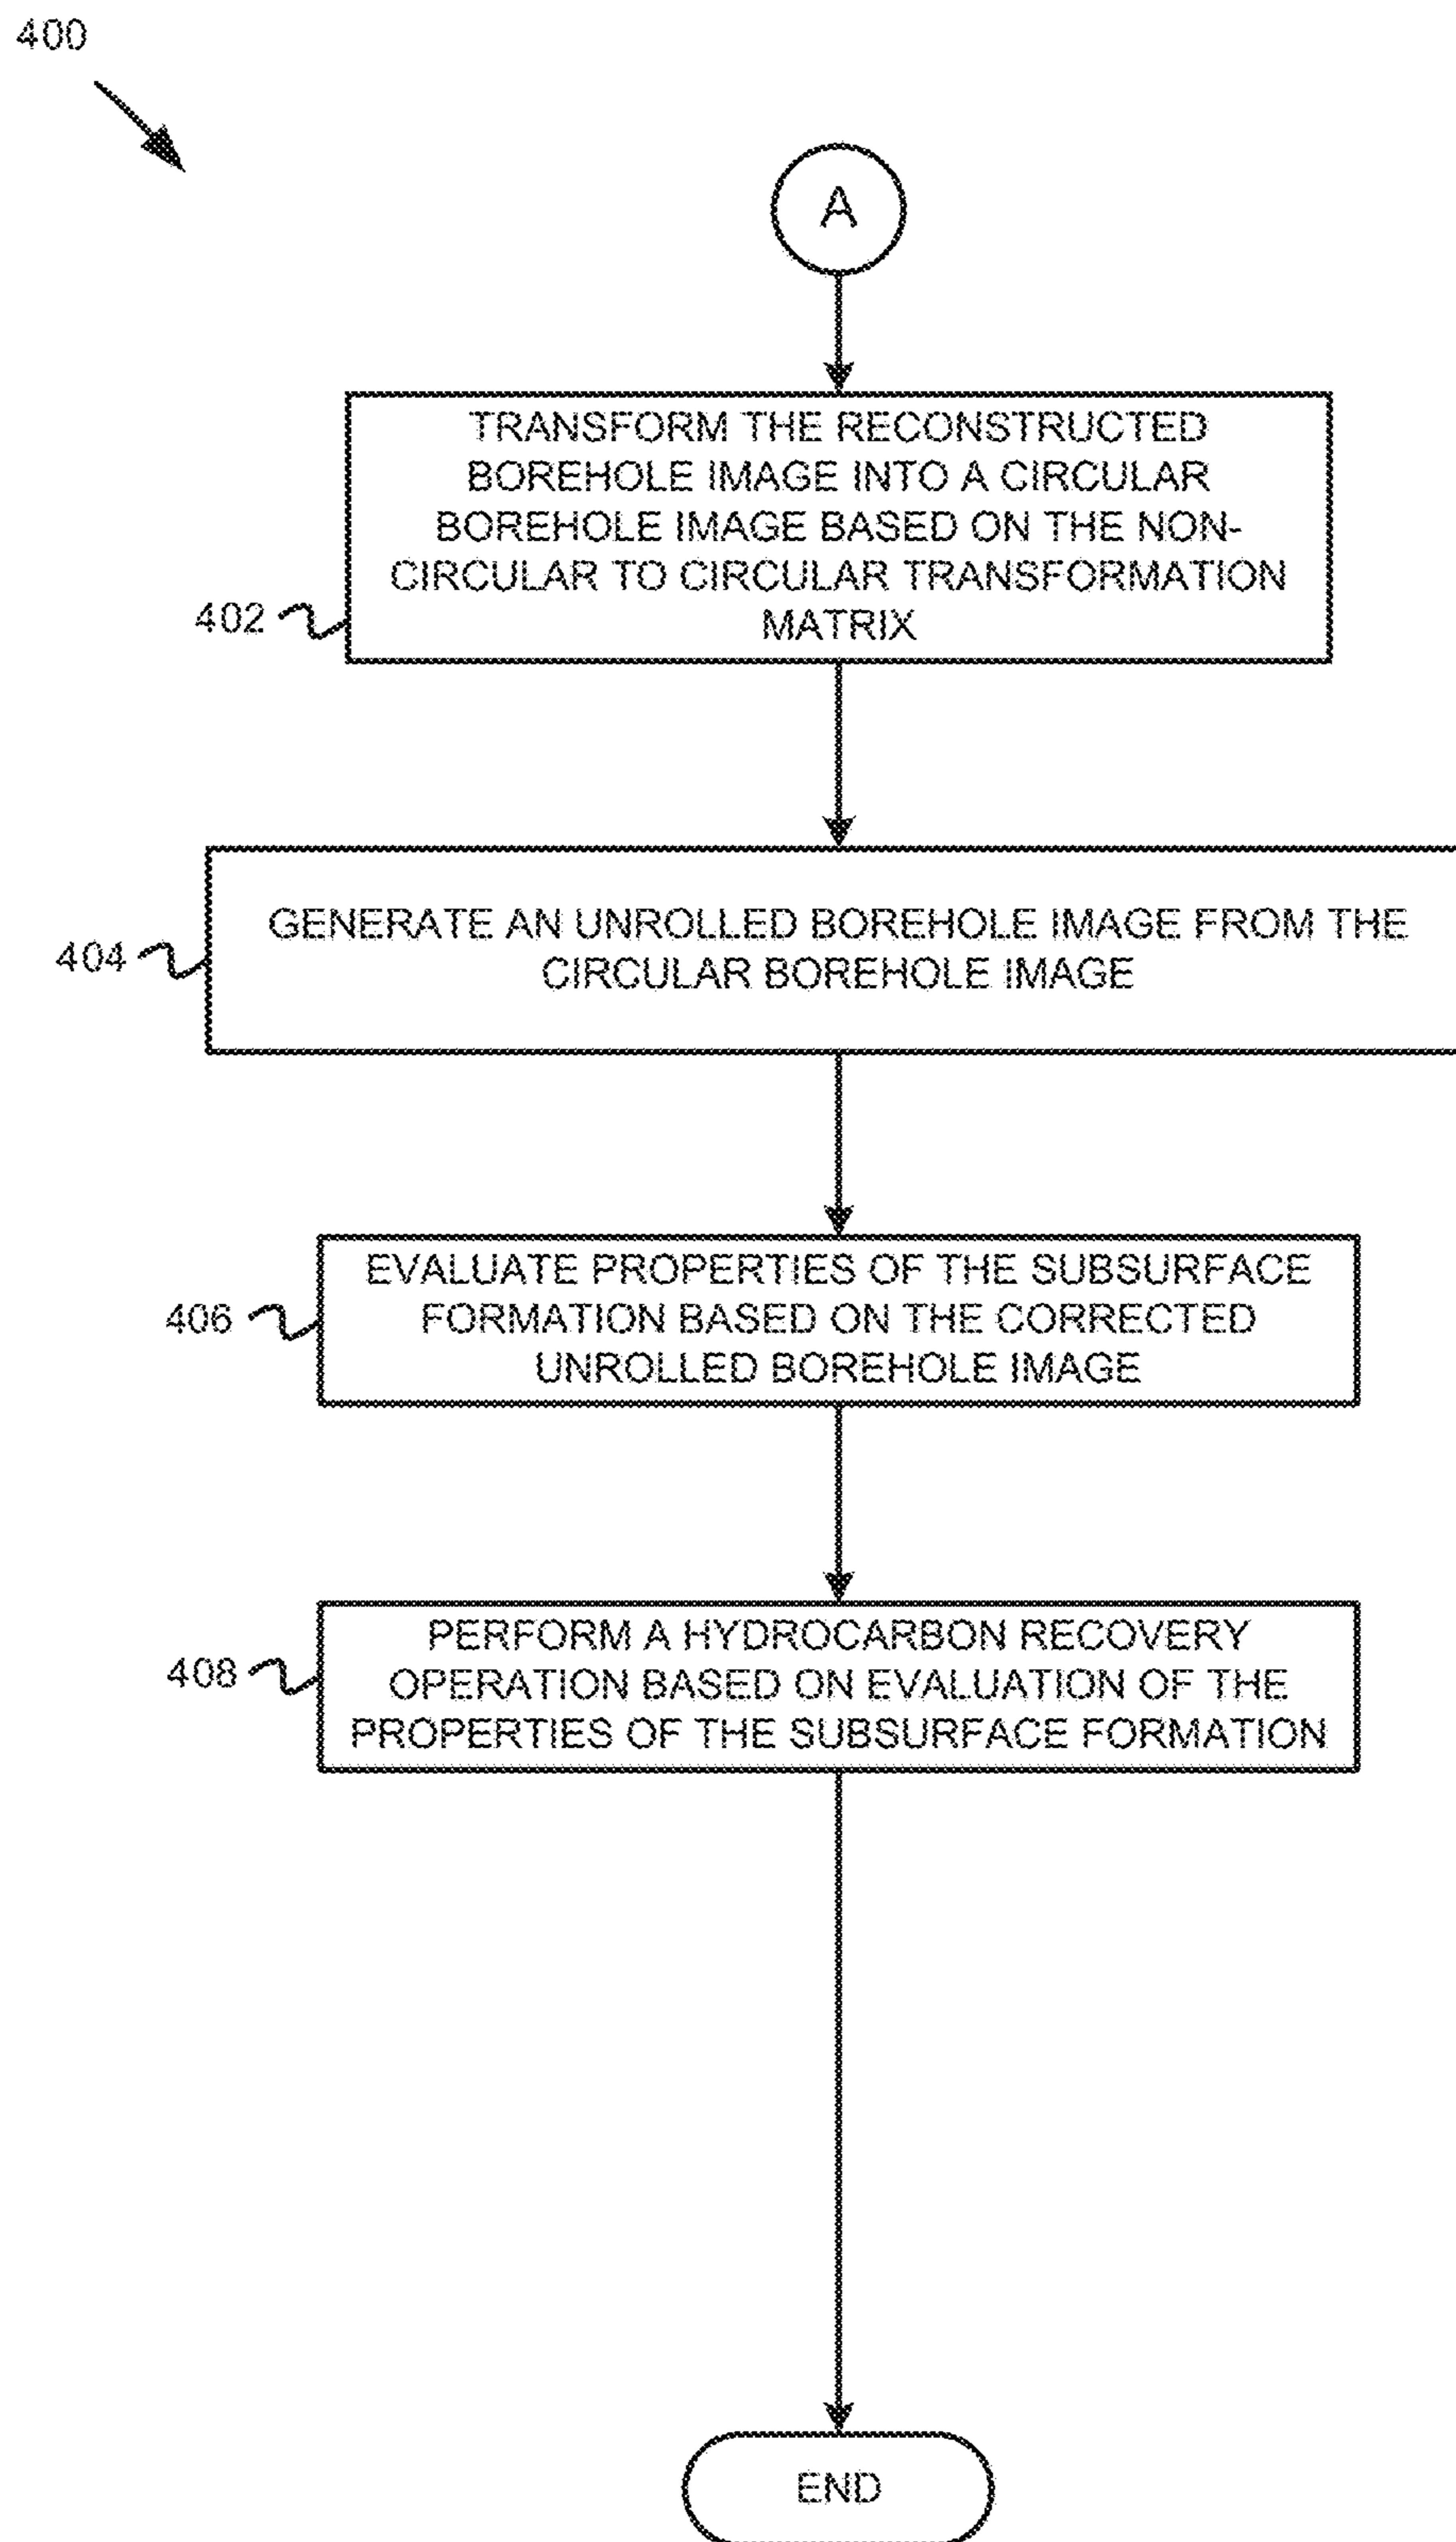 400
A
TRANSFORM THE RECONSTRUCTED
BOREHOLE IMAGE INTO A CIRCULAR
BOREHOLE IMAGE BASED ON THE NON-
CIRCULAR TO CIRCULAR TRANSFORMATION
MATRIX
402
GENERATE AN UNROLLED BOREHOLE IMAGE FROM THE
CIRCULAR BOREHOLE IMAGE
404
EVALUATE PROPERTIES OF THE SUBSURFACE
FORMATION BASED ON THE CORRECTED
UNROLLED BOREHOLE IMAGE
406
PERFORM A HYDROCARBON RECOVERY
OPERATION BASED ON EVALUATION OF THE
PROPERTIES OF THE SUBSURFACE FORMATION
408
END